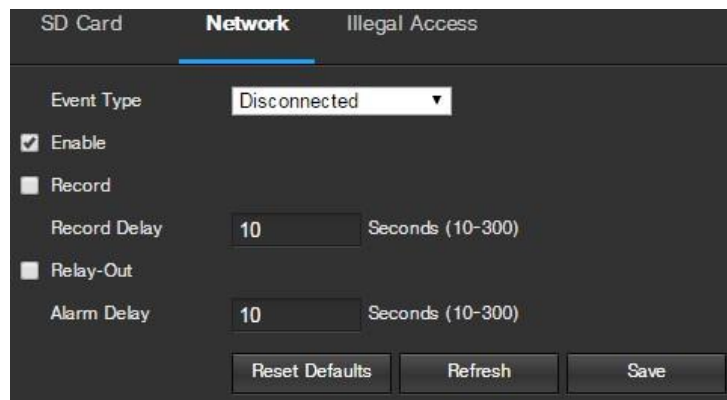 SD Card Network Illegal Access
Event Type Disconnected
Enable
Record
Record Delay 10 Seconds (10-300)
Relay-Out
Alarm Delay 10 Seconds (10-300)
Reset Defaults Refresh Save